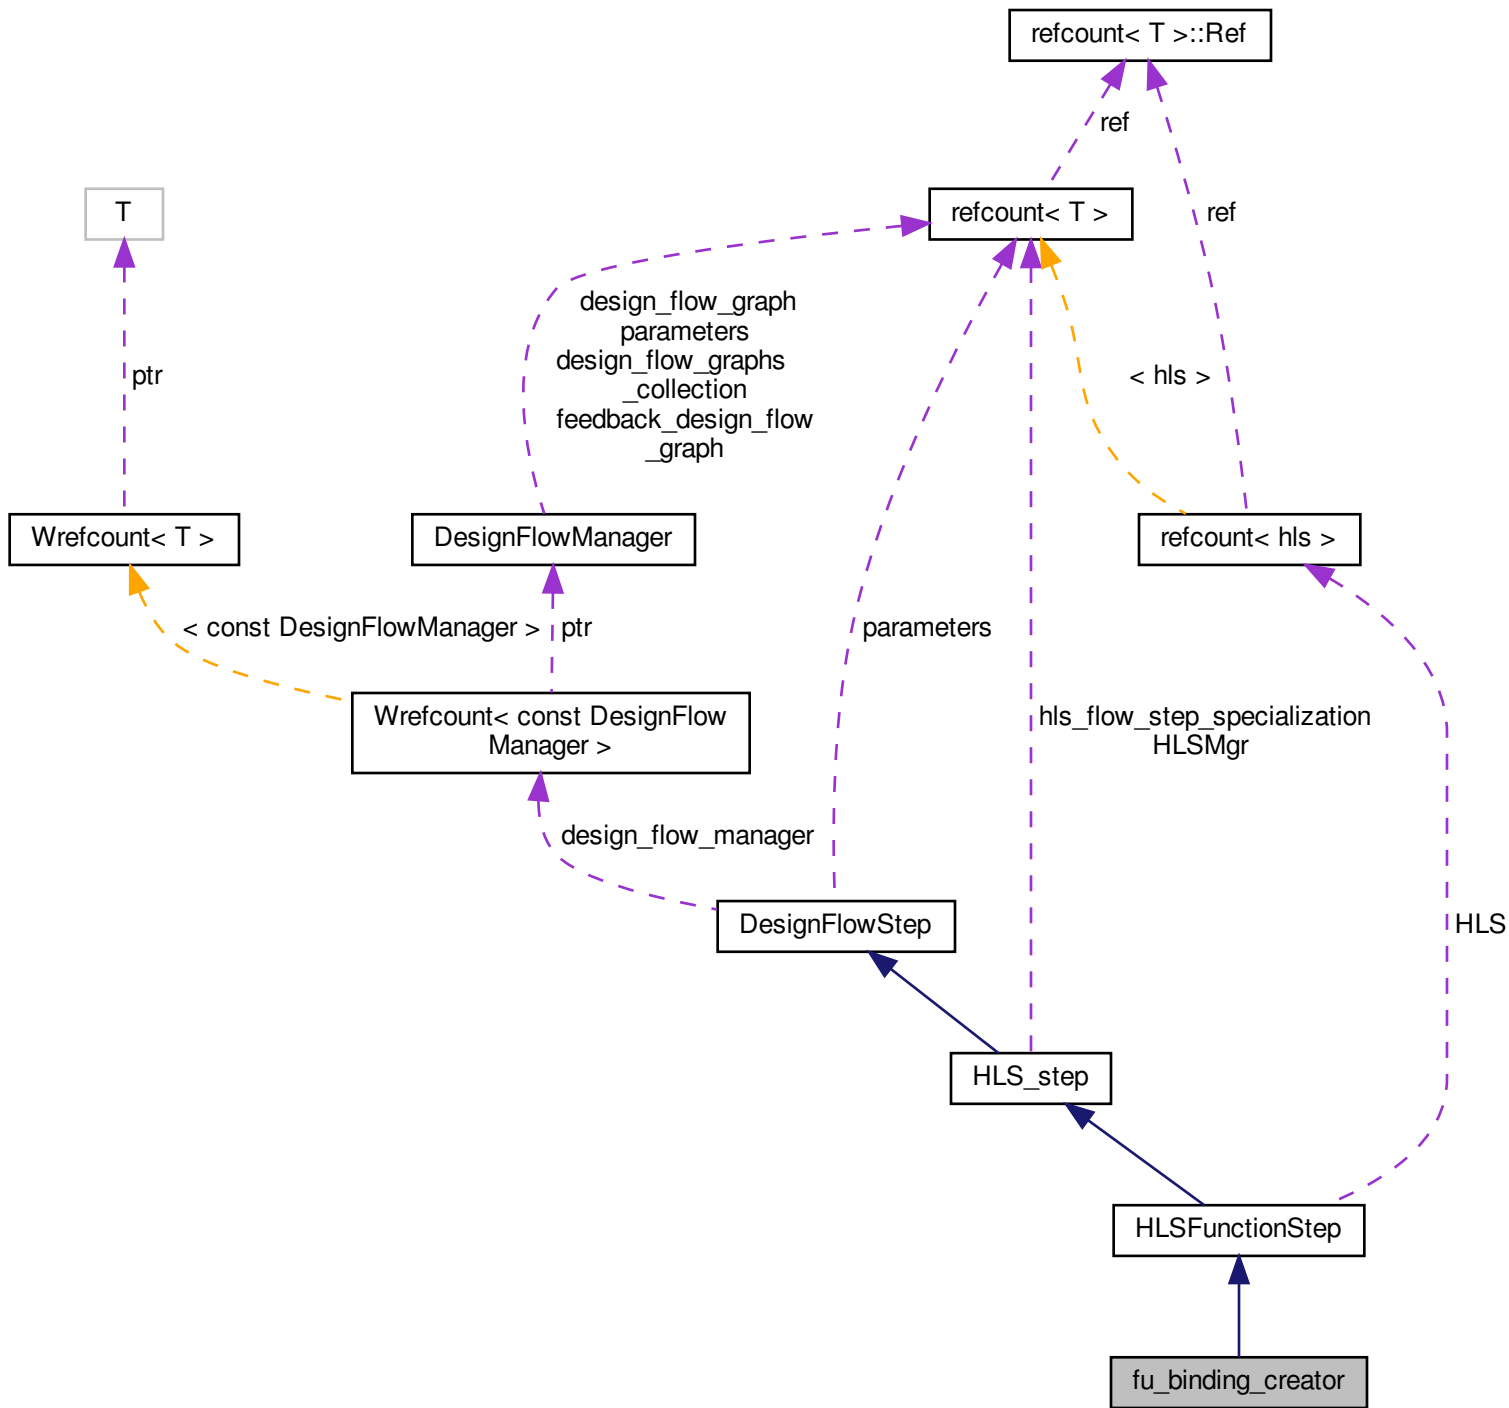 refcount< T >::Ref
ref
T
refcount< T >
ref
design_flow_graph
parameters
design_flow_graphs
_collection
feedback_design_flow
_graph
ptr
< hls >
Wrefcount< T >
DesignFlowManager
refcount< hls >
< const DesignFlowManager >
ptr
parameters
Wrefcount< const DesignFlow
Manager >
hls_flow_step_specialization
HLSMgr
design_flow_manager
DesignFlowStep
HLS
HLS_step
HLSFunctionStep
fu_binding_creator